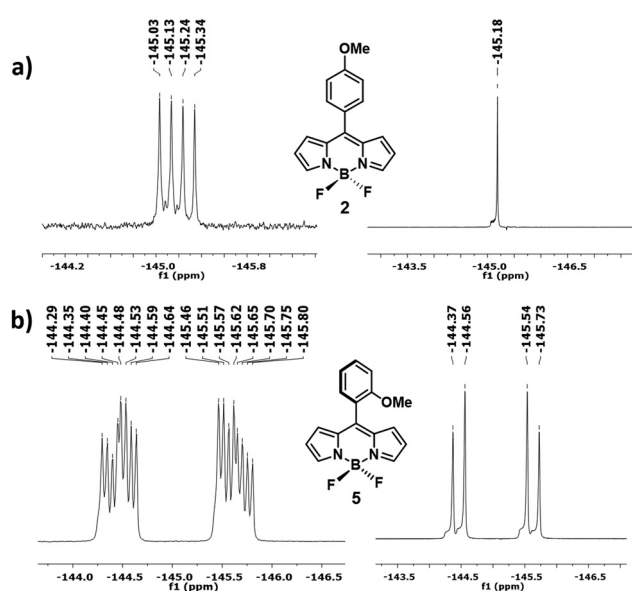 a)
-145.03
-145.13
-145.24
-145.34
OMe
N
B
N
F
F
2
-145.18
-144.2 -145.0 -145.8
f1 (ppm)
-143.5 -145.0 -146.5
f1 (ppm)
b)
-144.29
-144.35
-144.40
-144.45
-144.48
-144.53
-144.59
-144.64
-145.46
-145.51
-145.57
-145.62
-145.65
-145.70
-145.75
-145.80
OMe
N
B
N
F
F
5
-144.37
-144.56
-145.54
-145.73
-144.0 -144.5 -145.0 -145.5 -146.0 -146.5
f1 (ppm)
-143.5 -144.5 -145.5 -146.5
f1 (ppm)